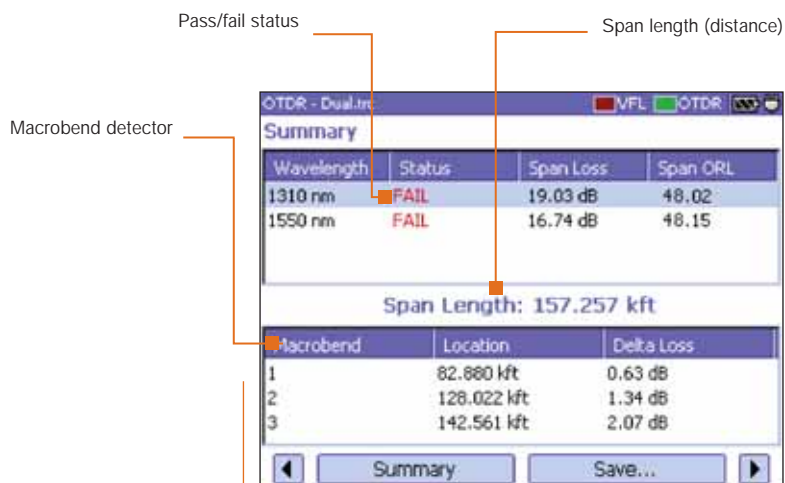 Pass/fail status
Span length (distance)
Macrobend detector
OTDR - Dual.trc VFL OTDR
Summary
Wavelength Status Span Loss Span ORL
1310 nm FAIL 19.03 dB 48.02
1550 nm FAIL 16.74 dB 48.15
Span Length: 157.257 kft
Macrobend Location Delta Loss
1 82.880 kft 0.63 dB
2 128.022 kft 1.34 dB
3 142.561 kft 2.07 dB
Summary Save...